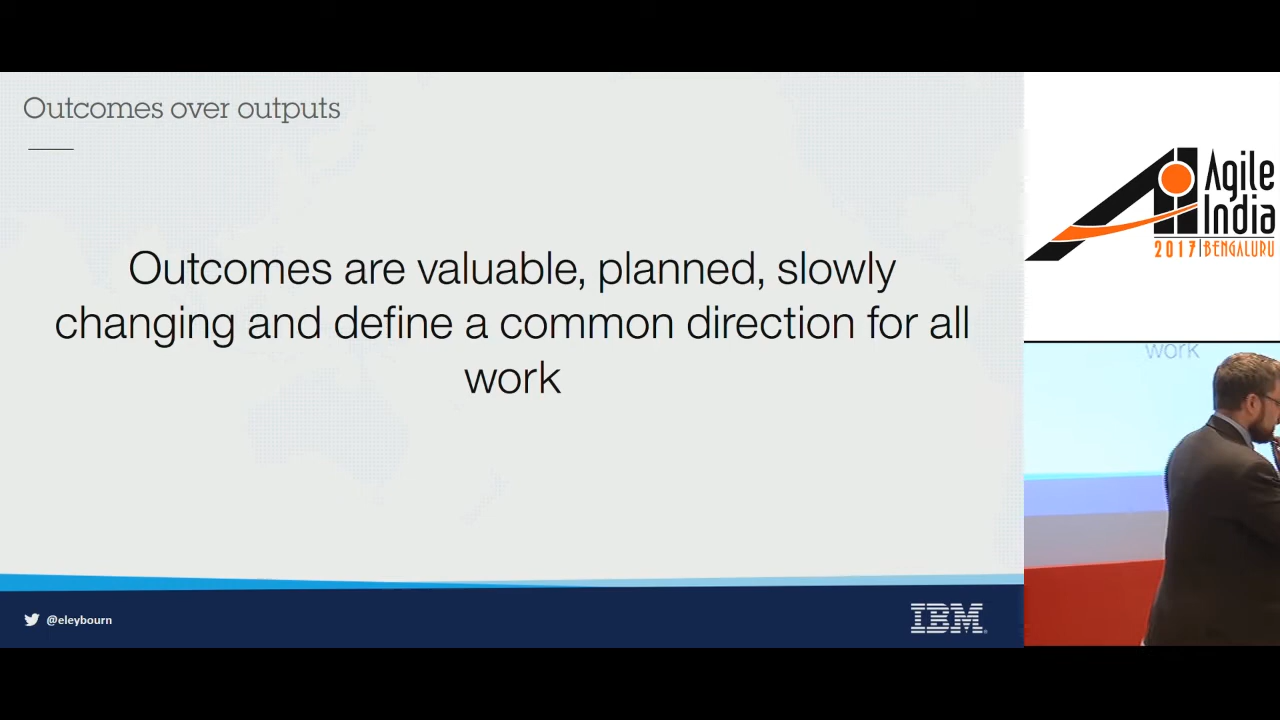 Outcomes over outputs
Outcomes are valuable, planned, slowly
changing and define a common direction for all
work
@eleybourn
IBM
Agile
India
2017 | BENGALURU
work